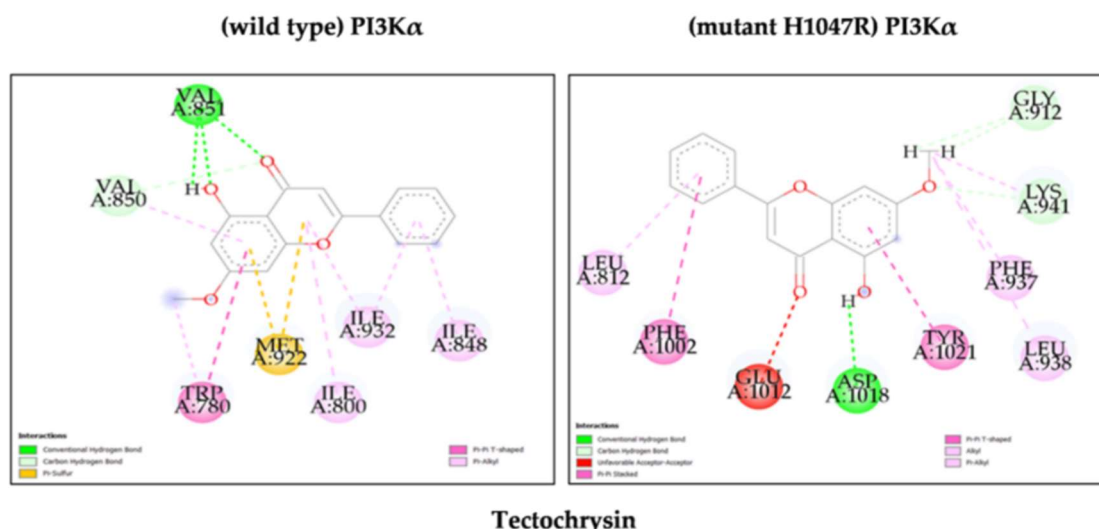 (wild type) PI3Kα
(mutant H1047R) PI3Kα
VAL
A:851
H
O
O
VAL
A:850
O
O
ILE
A:932
ILE
A:848
MET
A:922
TRP
A:780
ILE
A:800
Interactions
Conventional Hydrogen Bond
Carbon Hydrogen Bond
Pi-Sulfur
Pi-Pi T-shaped
Pi-Alkyl
GLY
A:912
H H
O
O
LYS
A:941
LEU
A:812
PHE
A:937
O
H
O
PHE
A:1002
TYR
A:1021
LEU
A:938
GLU
A:1012
ASP
A:1018
Interactions
Conventional Hydrogen Bond
Carbon Hydrogen Bond
Unfavorable Acceptor-Acceptor
Pi-Pi Stacked
Pi-Pi T-shaped
Alkyl
Pi-Alkyl
Tectochrysin